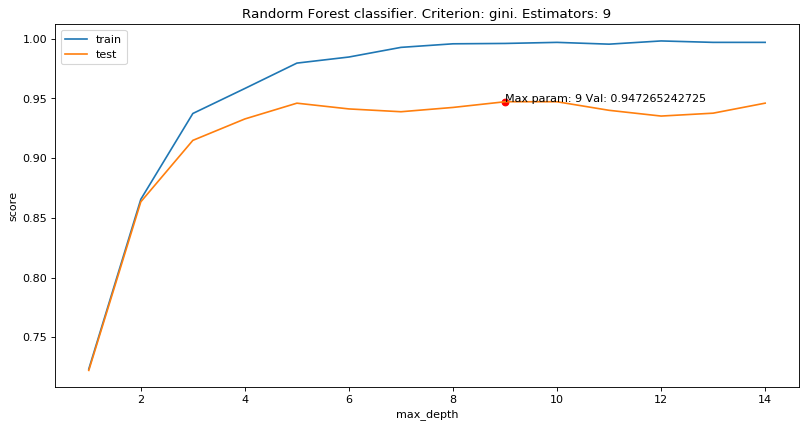 Randorm Forest classifier. Criterion: gini. Estimators: 9
train
test
Max param: 9 Val: 0.947265242725
1.00
0.95
0.90
0.85
0.80
0.75
score
2
4
6
8
10
12
14
max_depth